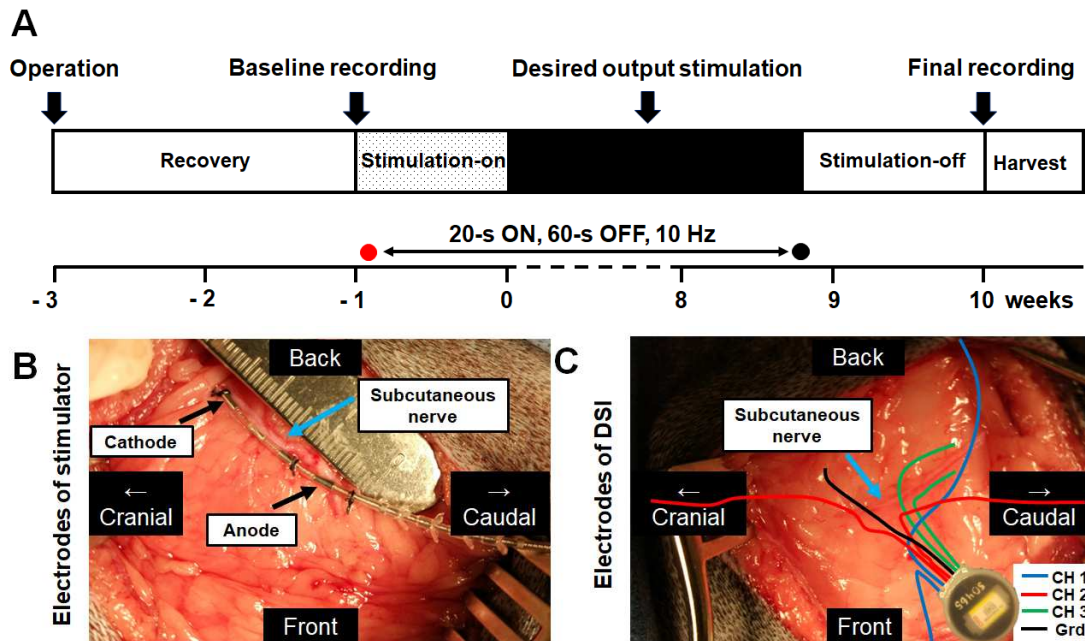 A
Operation
Baseline recording
Desired output stimulation
Final recording
Recovery
Stimulation-on
Stimulation-off
Harvest
20-s ON, 60-s OFF, 10 Hz
- 3
- 2
- 1
0
8
9
10
weeks
B
Electrodes of stimulator
Back
Subcutaneous
nerve
Cathode
←
Cranial
Anode
→
Caudal
Front
C
Electrodes of DSI
Back
Subcutaneous
nerve
←
Cranial
→
Caudal
Front
CH 1
CH 2
CH 3
Grd